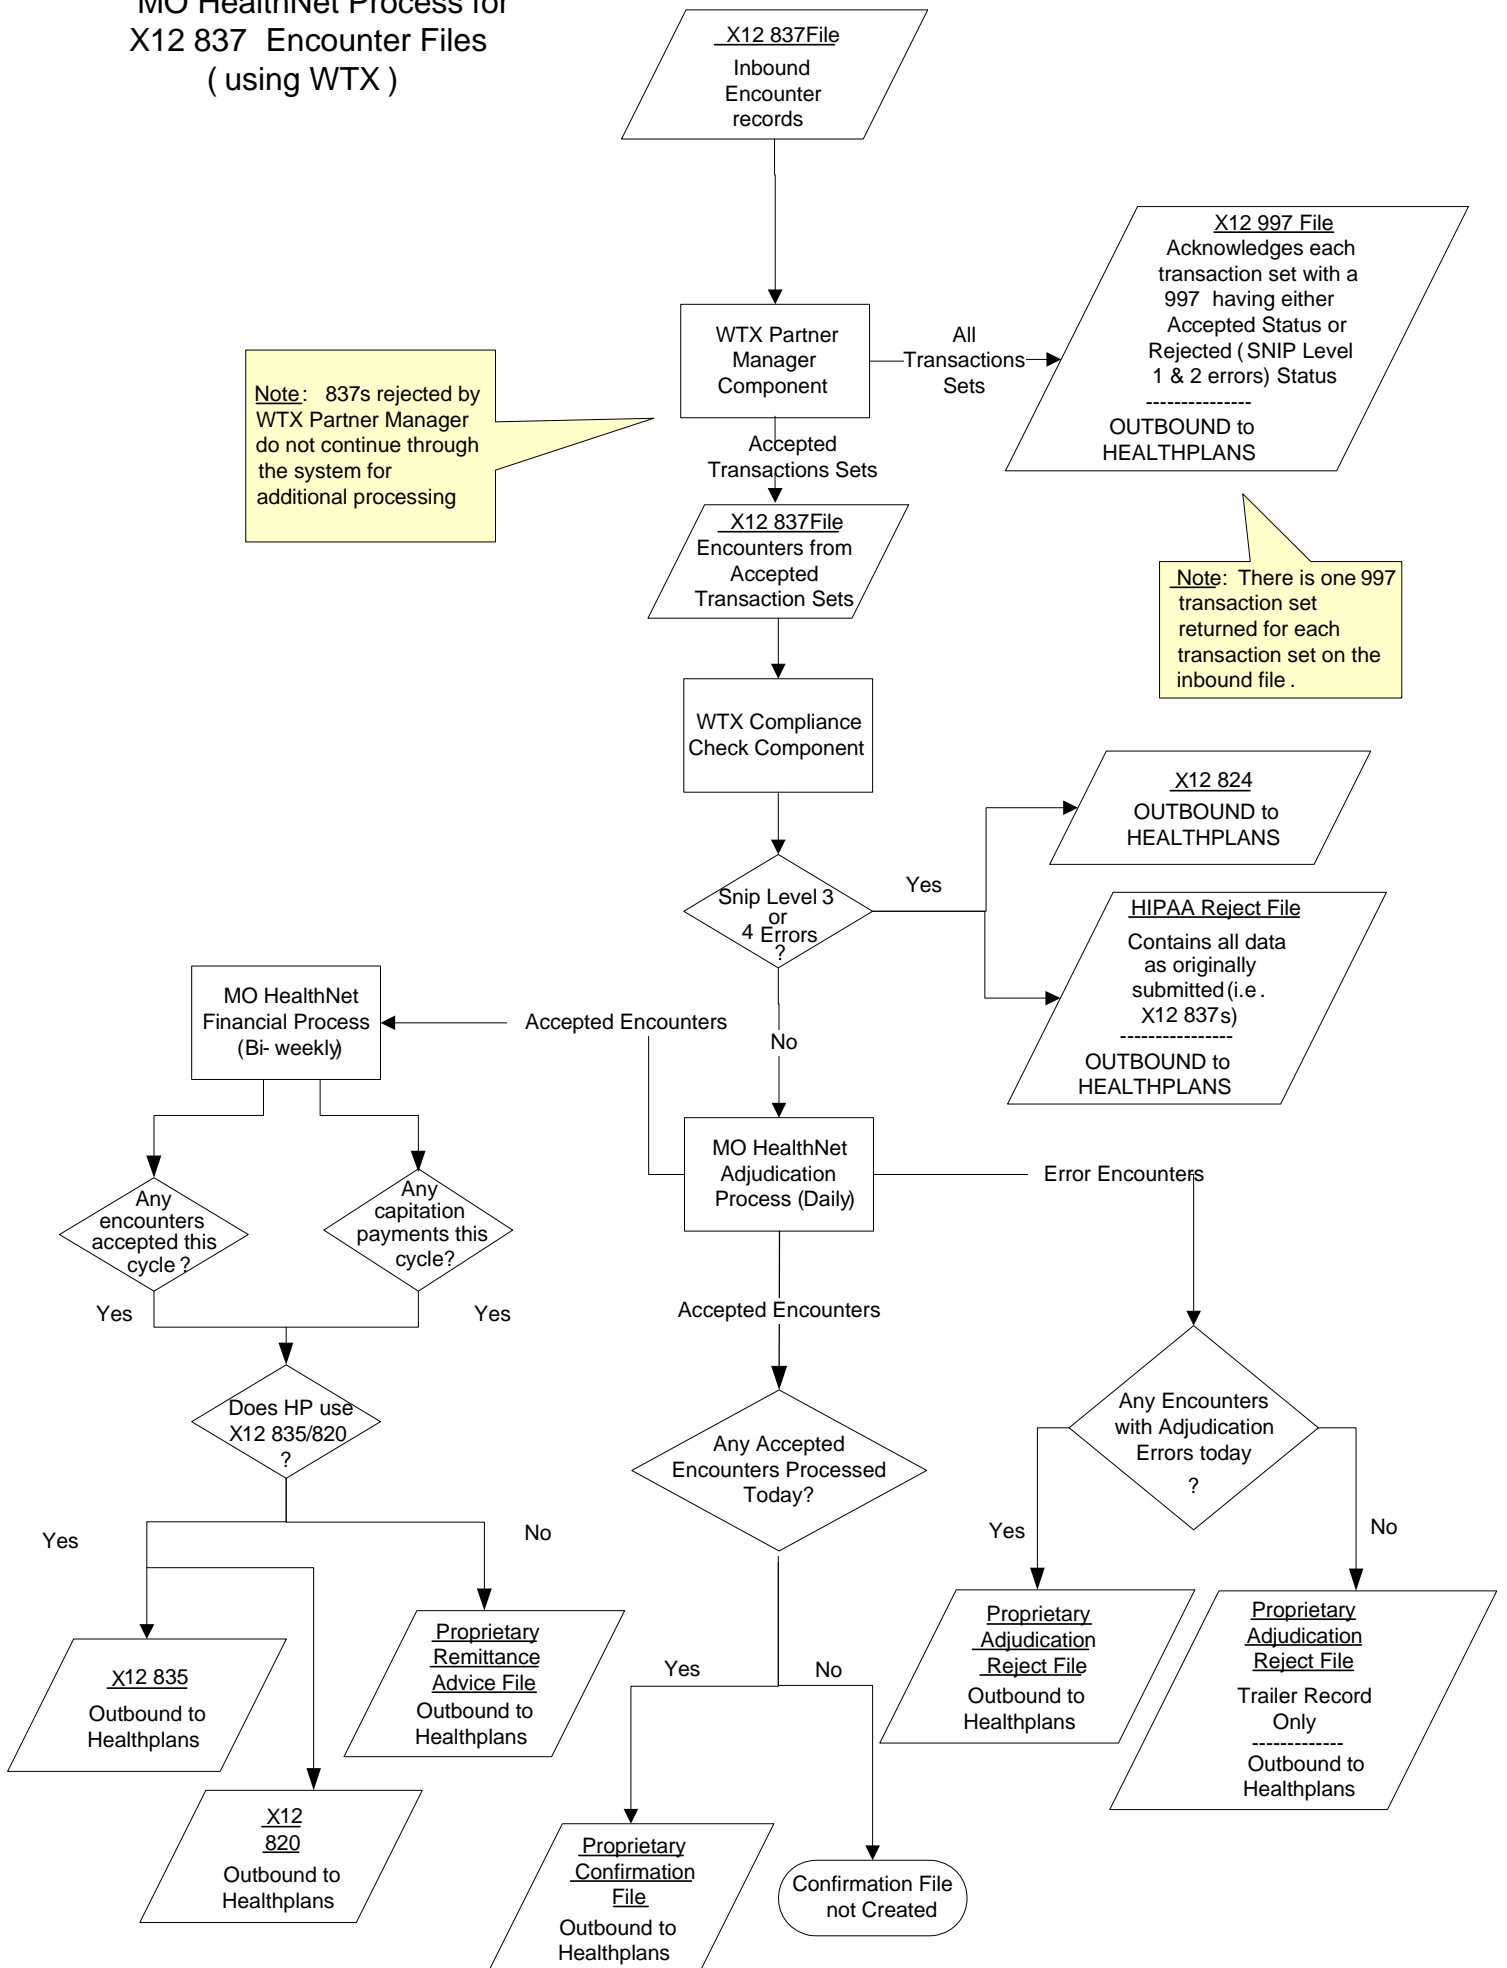 MO HealthNet Process for
X12 837 Encounter Files
( using WTX )
X12 837File
Inbound
Encounter
records
X12 997 File
Acknowledges each
transaction set with a
997 having either
Accepted Status or
Rejected ( SNIP Level
1 & 2 errors) Status
---------------
OUTBOUND to
HEALTHPLANS
WTX Partner
Manager
Component
All
Transactions
Sets
Note: 837s rejected by
WTX Partner Manager
do not continue through
the system for
additional processing
Accepted
Transactions Sets
X12 837File
Encounters from
Accepted
Transaction Sets
Note: There is one 997
transaction set
returned for each
transaction set on the
inbound file .
WTX Compliance
Check Component
X12 824
OUTBOUND to
HEALTHPLANS
Snip Level 3
or
4 Errors
?
Yes
HIPAA Reject File
Contains all data
as originally
submitted (i.e .
X12 837s)
-----------------
OUTBOUND to
HEALTHPLANS
No
MO HealthNet
Financial Process
(Bi- weekly)
Accepted Encounters
MO HealthNet
Adjudication
Process (Daily)
Error Encounters
Any
encounters
accepted this
cycle ?
Any
capitation
payments this
cycle?
Yes
Yes
Accepted Encounters
Does HP use
X12 835/820
?
Any Accepted
Encounters Processed
Today?
Any Encounters
with Adjudication
Errors today
?
Yes
No
Yes
No
X12 835
Outbound to
Healthplans
Proprietary
Remittance
Advice File
Outbound to
Healthplans
X12
820
Outbound to
Healthplans
Yes
No
Proprietary
Confirmation
File
Outbound to
Healthplans
Confirmation File
not Created
Proprietary
Adjudication
Reject File
Outbound to
Healthplans
Proprietary
Adjudication
Reject File
Trailer Record
Only
-------------
Outbound to
Healthplans